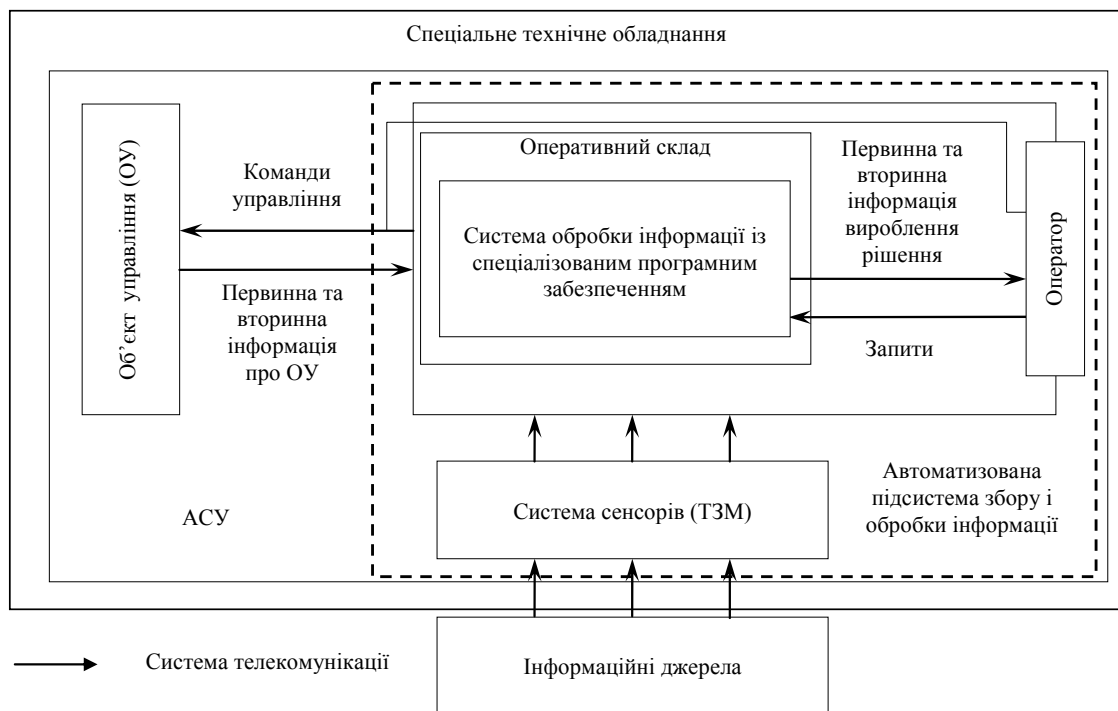 Спеціальне технічне обладнання
Об’єкт управління (ОУ)
Команди
управління
Первинна та
вторинна
інформація
про ОУ
Оперативний склад
Система обробки інформації із
спеціалізованим програмним
забезпеченням
Первинна та
вторинна
інформація
вироблення
рішення
Запити
Оператор
АСУ
Система сенсорів (ТЗМ)
Автоматизована
підсистема збору і
обробки інформації
Система телекомунікації
Інформаційні джерела